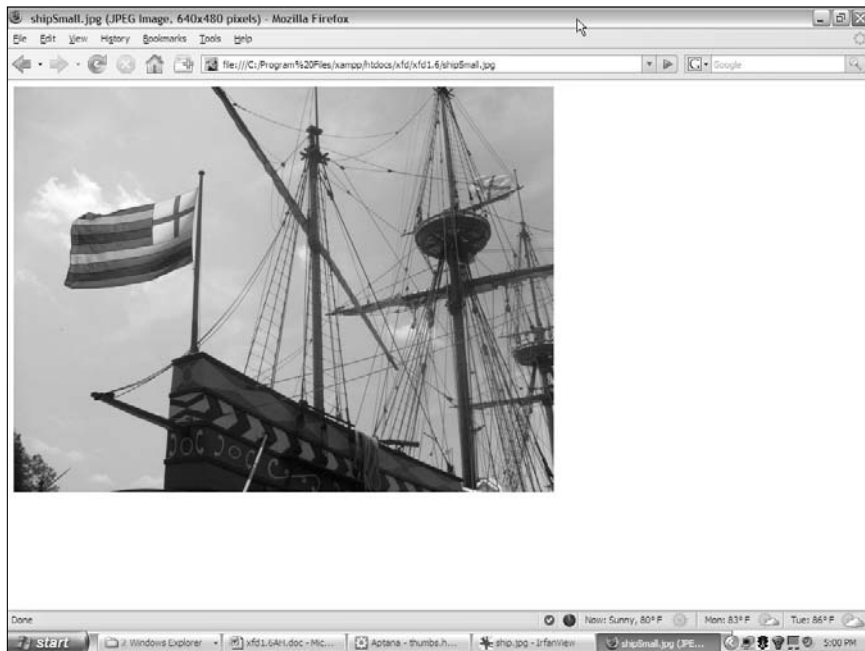 shipSmall.jpg (JPEG Image, 640x480 pixels) - Mozilla Firefox
File Edit View History Bookmarks Tools Help
file:///C:/Program%20Files/xampp/htdocs/xfd/xfd1.6/shipSmall.jpg
G Google
Done
Now: Sunny, 80° F
Mon: 83° F
Tue: 86° F
start
2 Windows Explorer
xfd1.6AH.doc - Mic...
Aptana - thumbs.h...
ship.jpg - IrfanView
shipSmall.jpg (JPE...
5:00 PM